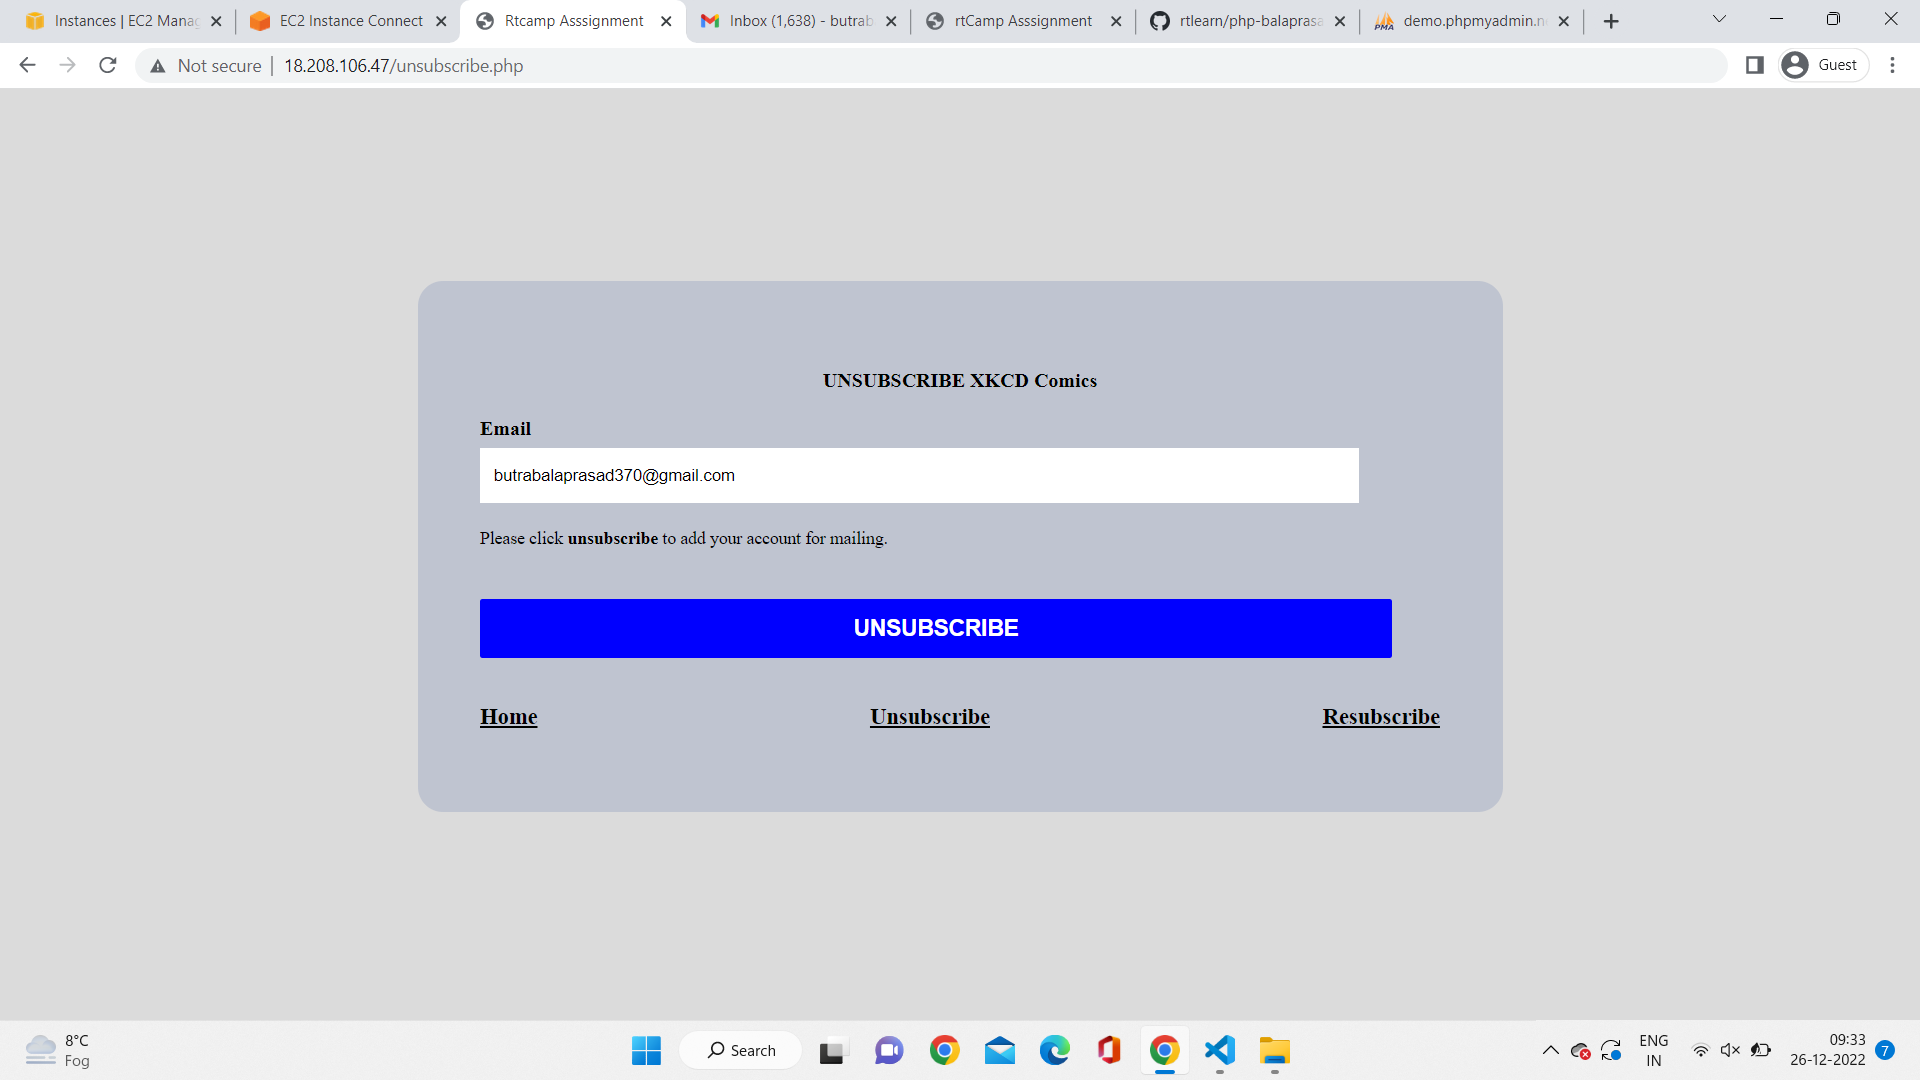 Instances | EC2 Manag
EC2 Instance Connect
Rtcamp Asssignment
Inbox (1,638) - butrab
rtCamp Asssignment
rtlearn/php-balaprasa
demo.phpmyadmin.n
Not secure
18.208.106.47/unsubscribe.php
Guest
UNSUBSCRIBE XKCD Comics
Email
butrabalaprasad370@gmail.com
Please click unsubscribe to add your account for mailing.
UNSUBSCRIBE
Home
Unsubscribe
Resubscribe
8°C
Fog
Search
ENG
IN
09:33
26-12-2022
7